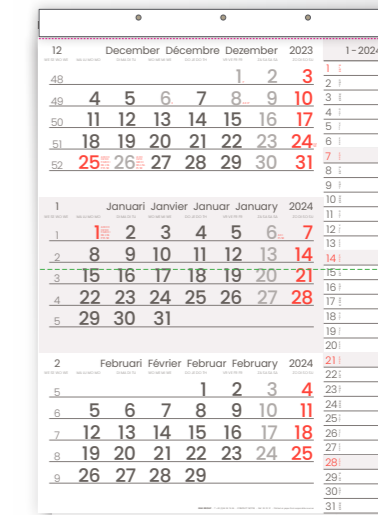 12 December Décembre Dezember 2023
48 1 2 3
49 4 5 6 7 8 9 10
50 11 12 13 14 15 16 17
51 18 19 20 21 22 23 24
52 25 26 27 28 29 30 31
1 Januari Janvier Januar January 2024
1 1 2 3 4 5 6 7
2 8 9 10 11 12 13 14
3 15 16 17 18 19 20 21
4 22 23 24 25 26 27 28
5 29 30 31
2 Februari Février Februar February 2024
5 1 2 3 4
6 5 6 7 8 9 10 11
7 12 13 14 15 16 17 18
8 19 20 21 22 23 24 25
9 26 27 28 29
1 - 2024
1
2
3
4
5
6
7
8
9
10
11
12
13
14
15
16
17
18
19
20
21
22
23
24
25
26
27
28
29
30
31